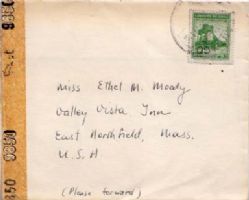 Miss Ethel M. Moody
Valley Vista Inn
East Northfield, Mass.
U.S.A
(Please forward)